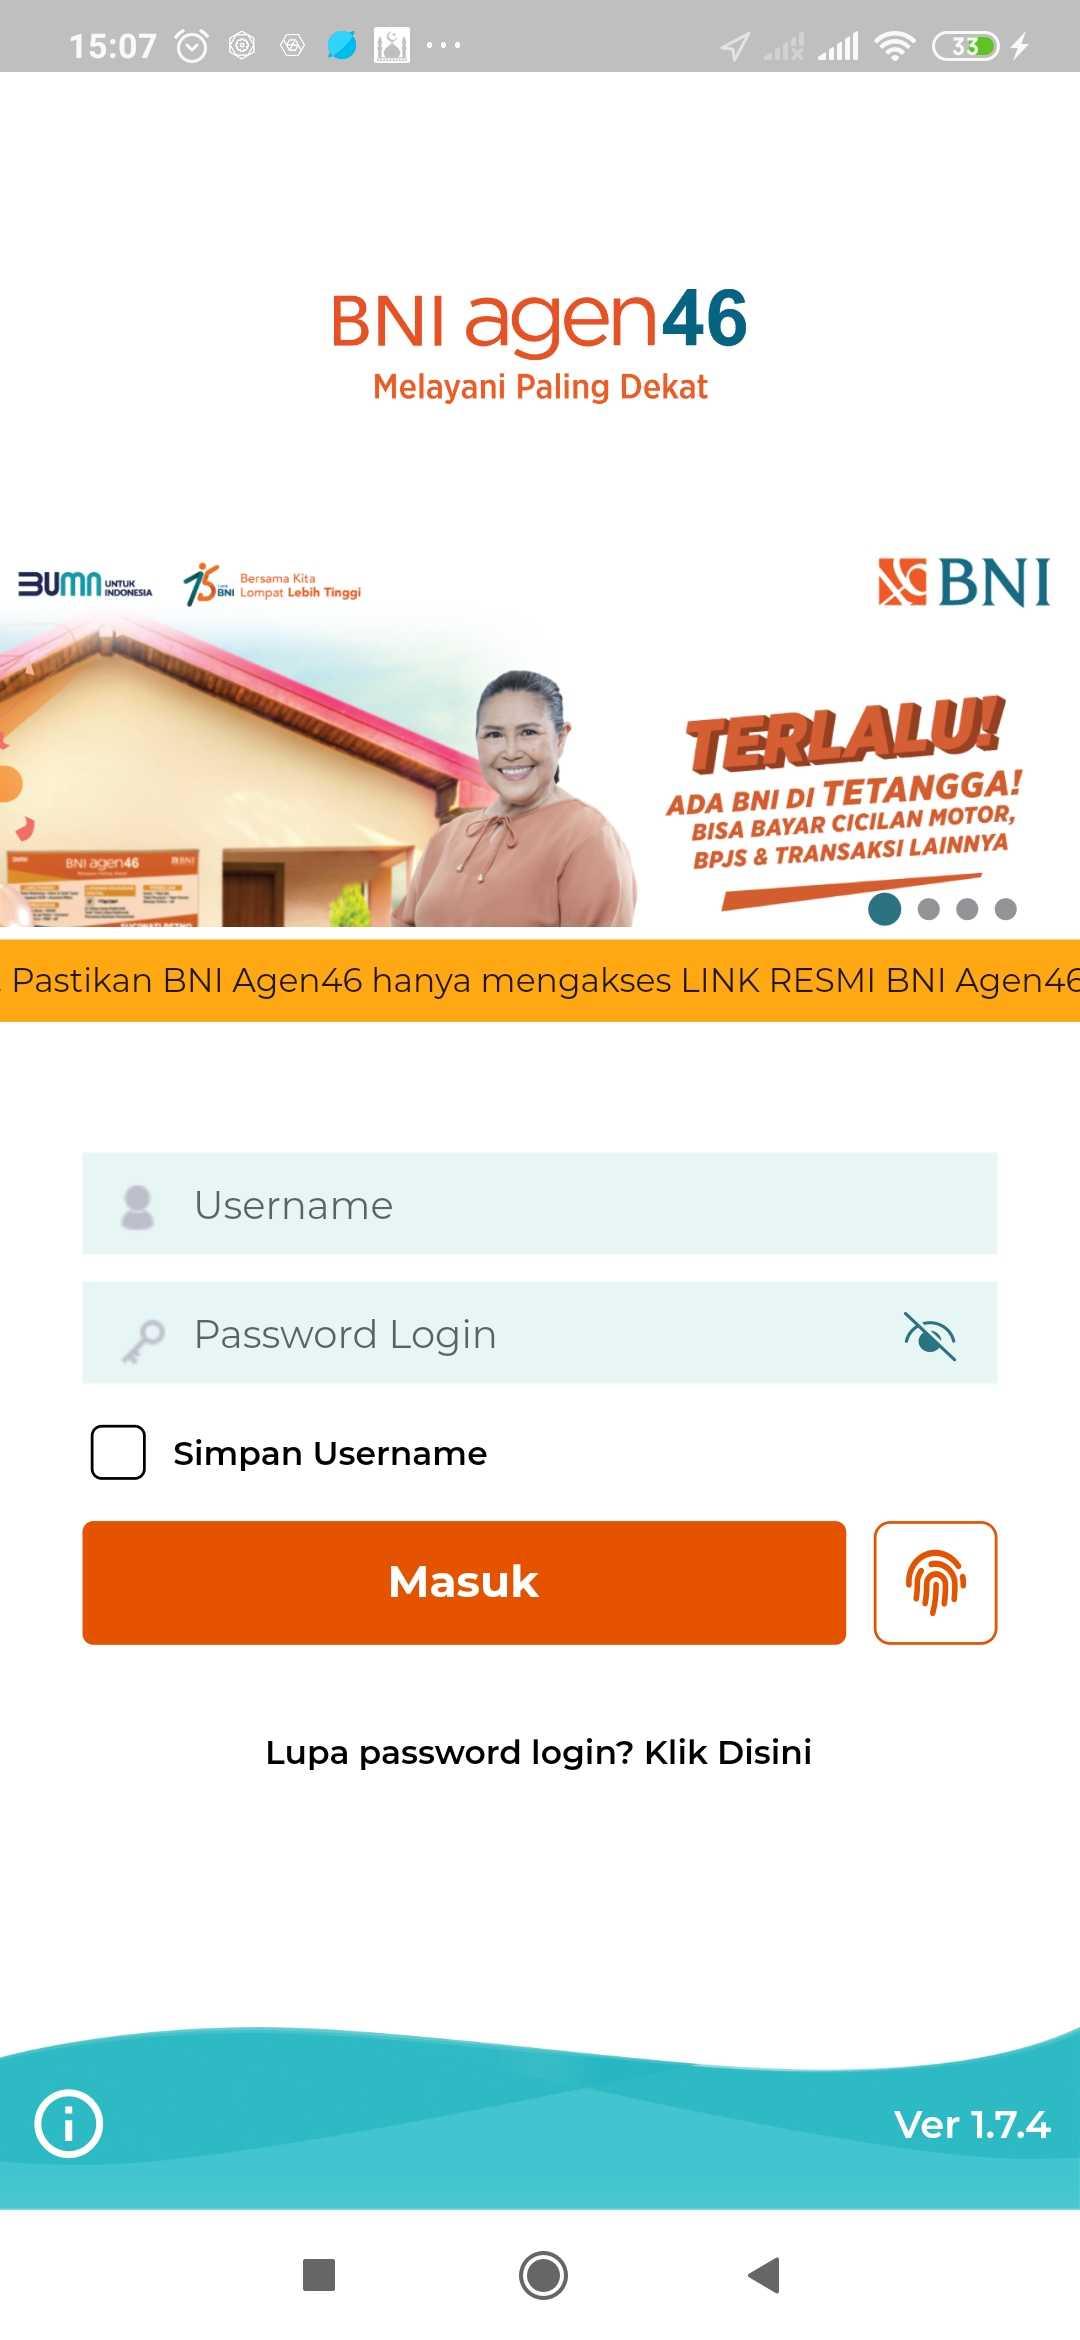 15:07
33
BNI agen46
Melayani Paling Dekat
BUMN UNTUK INDONESIA
75 BNI Bersama Kita Lompat Lebih Tinggi
BNI
TERLALU!
ADA BNI DI TETANGGA!
BISA BAYAR CICILAN MOTOR,
BPJS & TRANSAKSI LAINNYA
BNI agen46
BNI
. Pastikan BNI Agen46 hanya mengakses LINK RESMI BNI Agen46
Username
Password Login
Simpan Username
Masuk
Lupa password login? Klik Disini
Ver 1.7.4